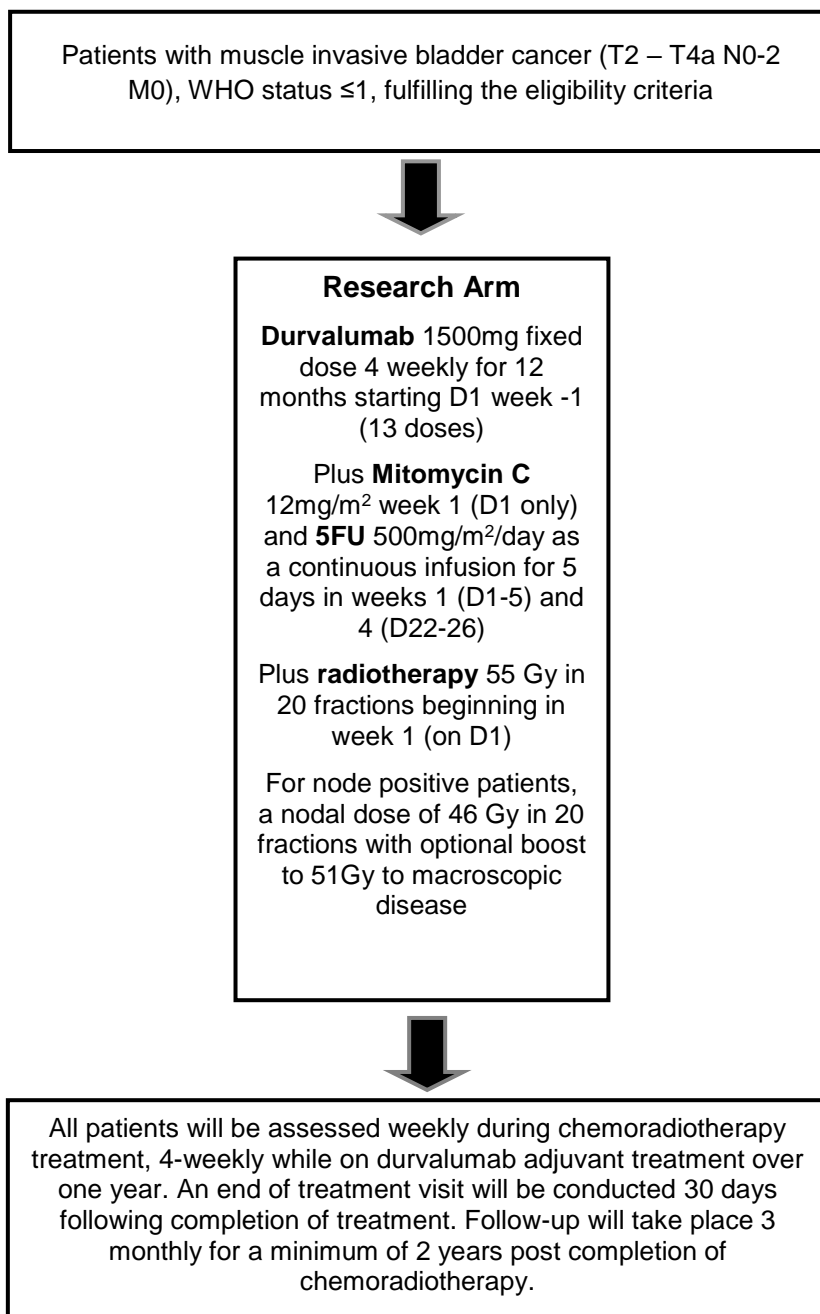 Patients with muscle invasive bladder cancer (T2 – T4a N0-2
M0), WHO status ≤1, fulfilling the eligibility criteria
Research Arm
Durvalumab 1500mg fixed
dose 4 weekly for 12
months starting D1 week -1
(13 doses)
Plus Mitomycin C
12mg/m² week 1 (D1 only)
and 5FU 500mg/m²/day as
a continuous infusion for 5
days in weeks 1 (D1-5) and
4 (D22-26)
Plus radiotherapy 55 Gy in
20 fractions beginning in
week 1 (on D1)
For node positive patients,
a nodal dose of 46 Gy in 20
fractions with optional boost
to 51Gy to macroscopic
disease
All patients will be assessed weekly during chemoradiotherapy
treatment, 4-weekly while on durvalumab adjuvant treatment over
one year. An end of treatment visit will be conducted 30 days
following completion of treatment. Follow-up will take place 3
monthly for a minimum of 2 years post completion of
chemoradiotherapy.